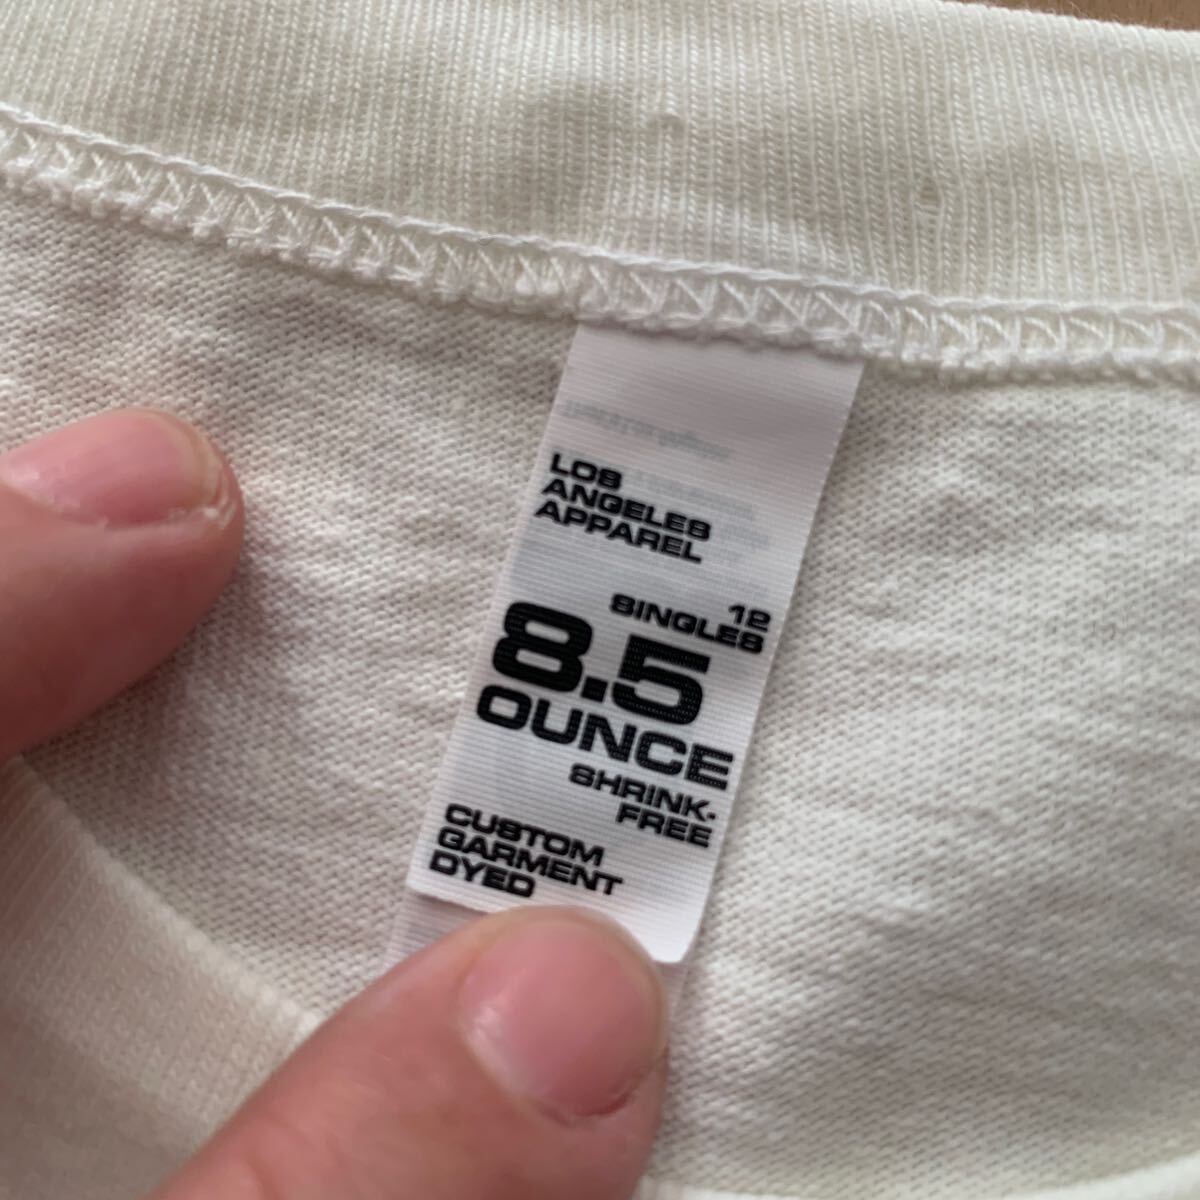 LOS
ANGELES
APPAREL
12
SINGLES
8.5
OUNCE
SHRINK-
FREE
CUSTOM
GARMENT
DYED